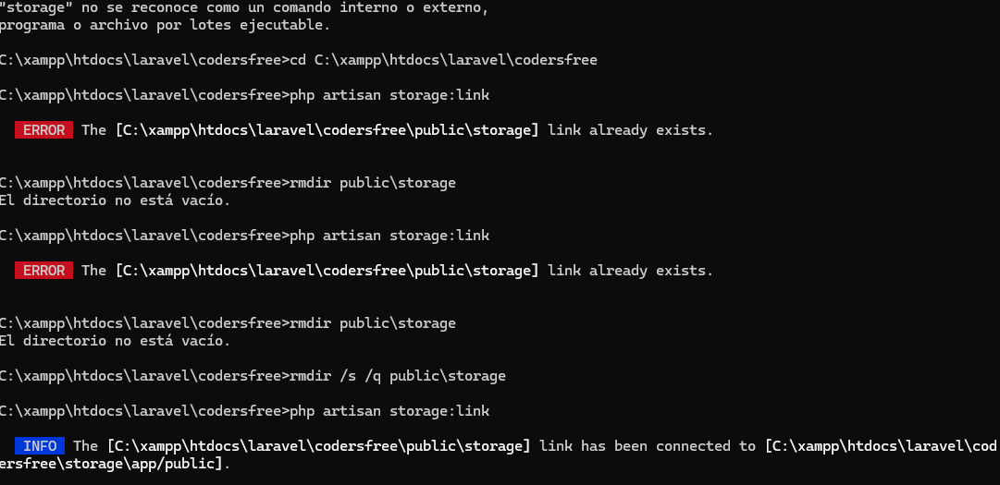 "storage" no se reconoce como un comando interno o externo,
programa o archivo por lotes ejecutable.
C:\xampp\htdocs\laravel\codersfree>cd C:\xampp\htdocs\laravel\codersfree
C:\xampp\htdocs\laravel\codersfree>php artisan storage:link
ERROR The [C:\xampp\htdocs\laravel\codersfree\public\storage] link already exists.
C:\xampp\htdocs\laravel\codersfree>rmdir public\storage
El directorio no está vacío.
C:\xampp\htdocs\laravel\codersfree>php artisan storage:link
ERROR The [C:\xampp\htdocs\laravel\codersfree\public\storage] link already exists.
C:\xampp\htdocs\laravel\codersfree>rmdir public\storage
El directorio no está vacío.
C:\xampp\htdocs\laravel\codersfree>rmdir /s /q public\storage
C:\xampp\htdocs\laravel\codersfree>php artisan storage:link
INFO The [C:\xampp\htdocs\laravel\codersfree\public\storage] link has been connected to [C:\xampp\htdocs\laravel\cod
ersfree\storage\app/public].